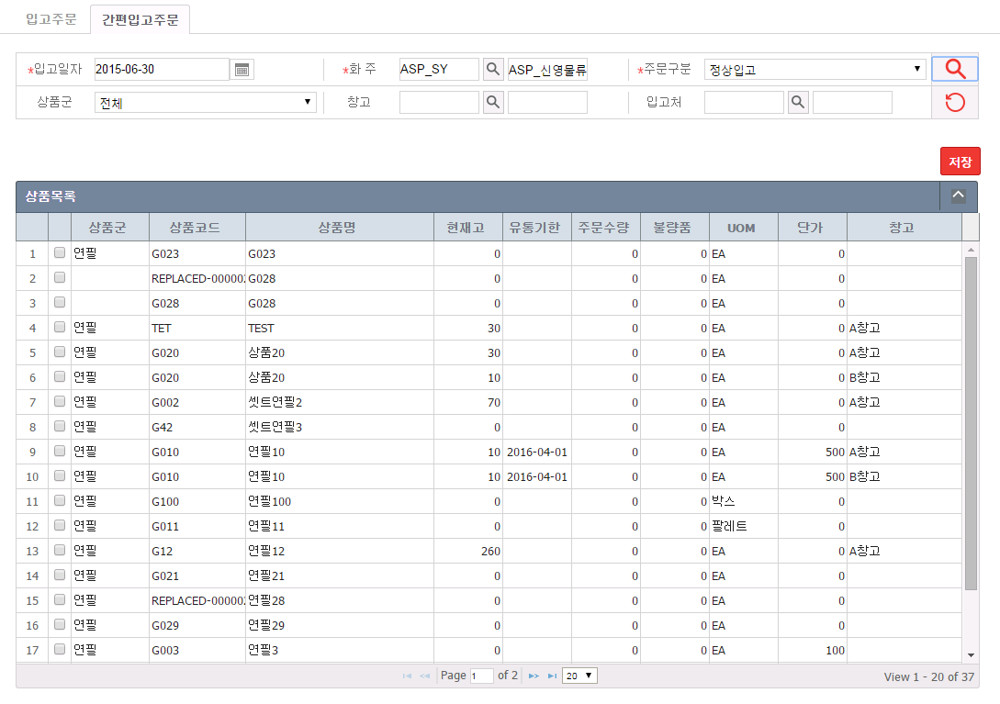 입고주문 간편입고주문
*입고일자 2015-06-30 *화 주 ASP_SY ASP_신영물류 *주문구분 정상입고
상품군 전체 창고 입고처
저장
상품목록
상품군 상품코드 상품명 현재고 유통기한 주문수량 불량품 UOM 단가 창고
1 연필 G023 G023 0 0 0 EA 0
2 REPLACED-00000 G028 0 0 0 EA 0
3 G028 G028 0 0 0 EA 0
4 연필 TET TEST 30 0 0 EA 0 A창고
5 연필 G020 상품20 30 0 0 EA 0 A창고
6 연필 G020 상품20 10 0 0 EA 0 B창고
7 연필 G002 셋트연필2 70 0 0 EA 0 A창고
8 연필 G42 셋트연필3 0 0 0 EA 0
9 연필 G010 연필10 10 2016-04-01 0 0 EA 500 A창고
10 연필 G010 연필10 10 2016-04-01 0 0 EA 500 B창고
11 연필 G100 연필100 0 0 0 박스 0
12 연필 G011 연필11 0 0 0 팔레트 0
13 연필 G12 연필12 260 0 0 EA 0 A창고
14 연필 G021 연필21 0 0 0 EA 0
15 연필 REPLACED-00000 연필28 0 0 0 EA 0
16 연필 G029 연필29 0 0 0 EA 0
17 연필 G003 연필3 0 0 0 EA 100
Page 1 of 2 20 View 1 - 20 of 37